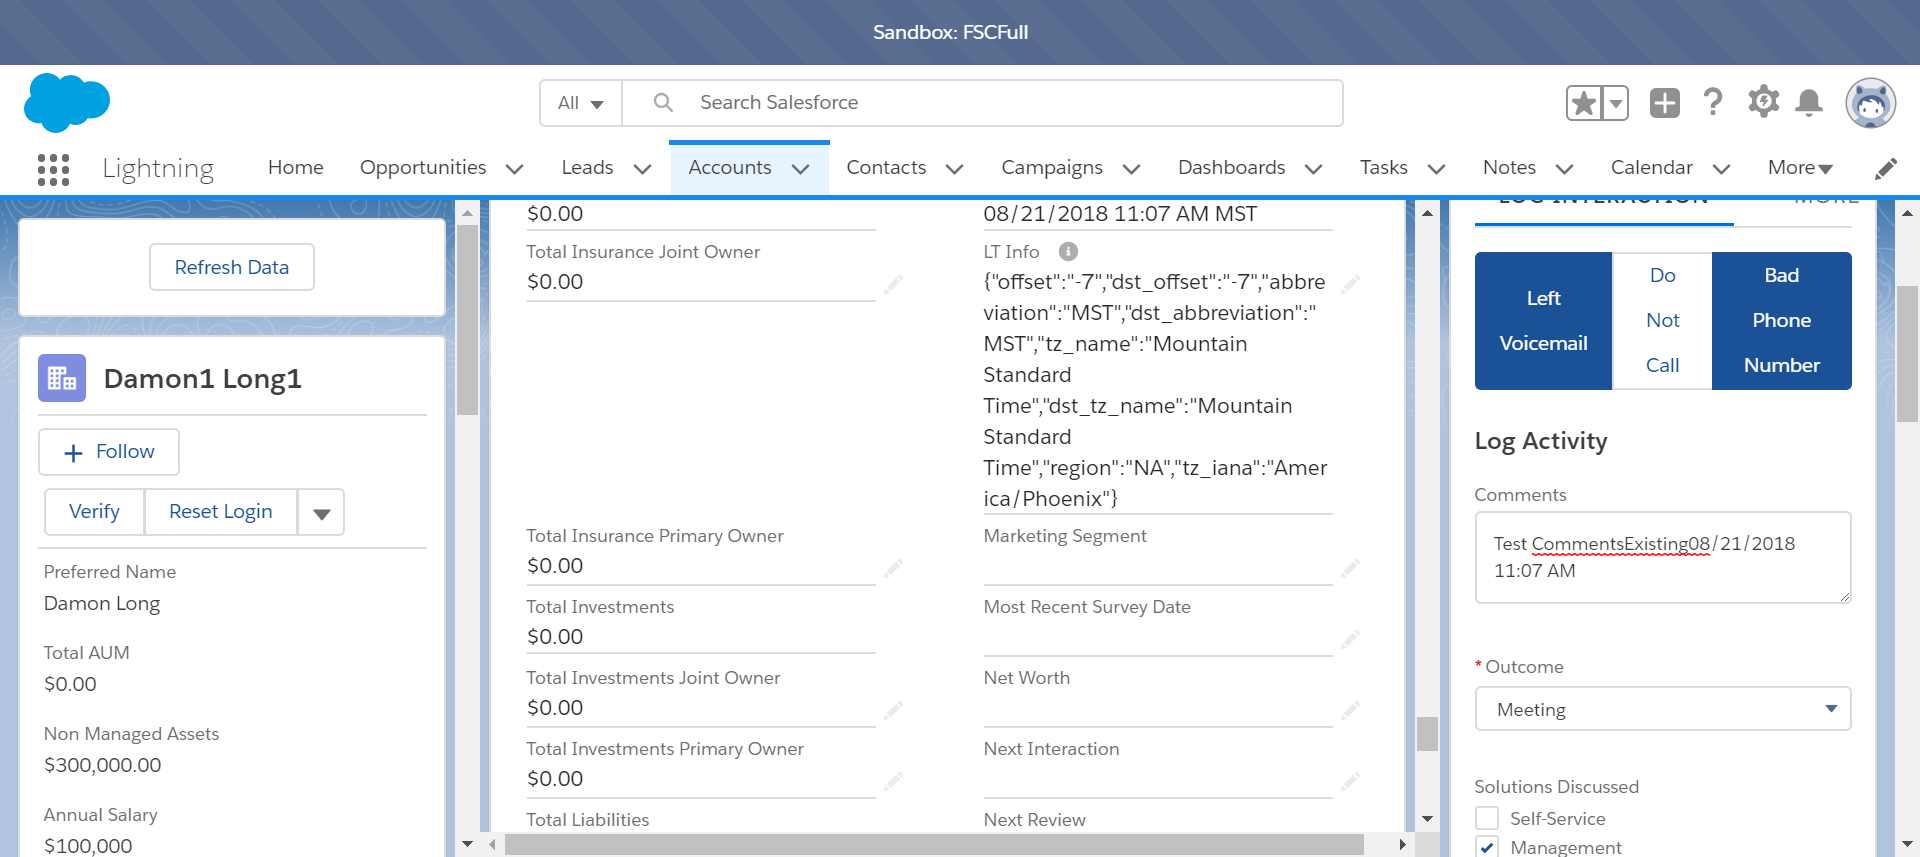 Sandbox: FSCFull
All
Search Salesforce
Lightning
Home
Opportunities
Leads
Accounts
Contacts
Campaigns
Dashboards
Tasks
Notes
Calendar
More
Refresh Data
Damon1 Long1
Follow
Verify
Reset Login
Preferred Name
Damon Long
Total AUM
$0.00
Non Managed Assets
$300,000.00
Annual Salary
$100,000
$0.00
Total Insurance Joint Owner
$0.00
Total Insurance Primary Owner
$0.00
Total Investments
$0.00
Total Investments Joint Owner
$0.00
Total Investments Primary Owner
$0.00
Total Liabilities
08/21/2018 11:07 AM MST
LT Info
{"offset":"-7","dst_offset":"-7","abbre
viation":"MST","dst_abbreviation":"
MST","tz_name":"Mountain
Standard
Time","dst_tz_name":"Mountain
Standard
Time","region":"NA","tz_iana":"Amer
ica/Phoenix"}
Marketing Segment
Most Recent Survey Date
Net Worth
Next Interaction
Next Review
LOG INTERACTION
MORE
Left
Voicemail
Do
Not
Call
Bad
Phone
Number
Log Activity
Comments
Test CommentsExisting08/21/2018
11:07 AM
*Outcome
Meeting
Solutions Discussed
Self-Service
Management